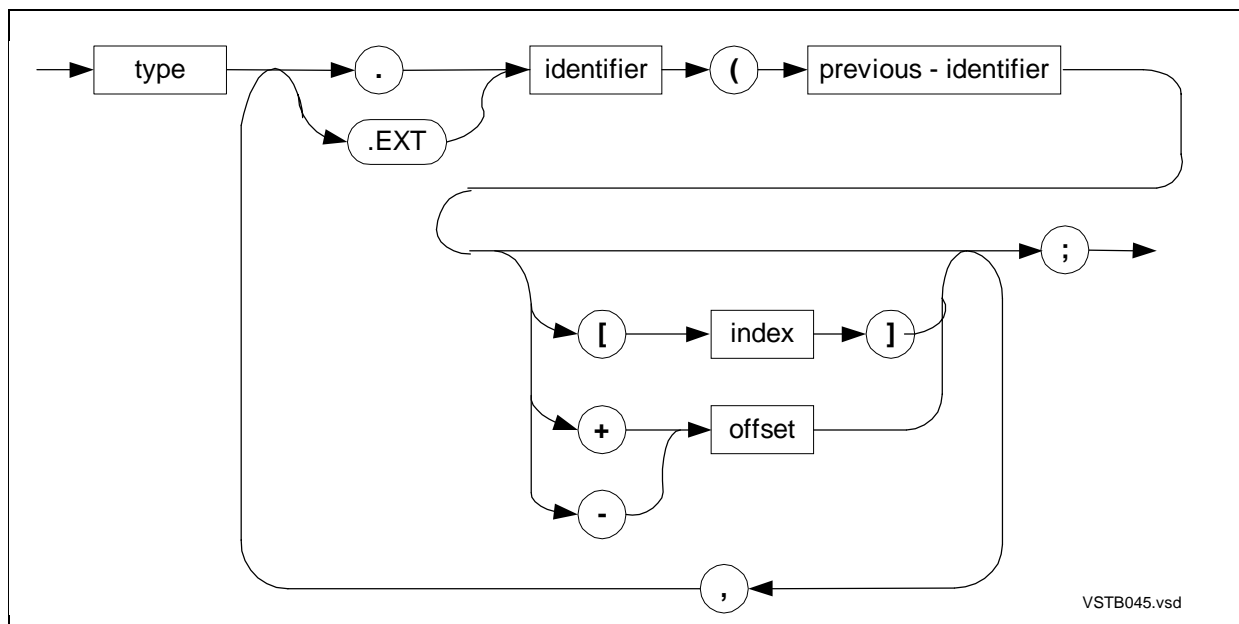 type
.
identifier
(
previous - identifier
.EXT
;
[
index
]
+
offset
-
,
VSTB045.vsd